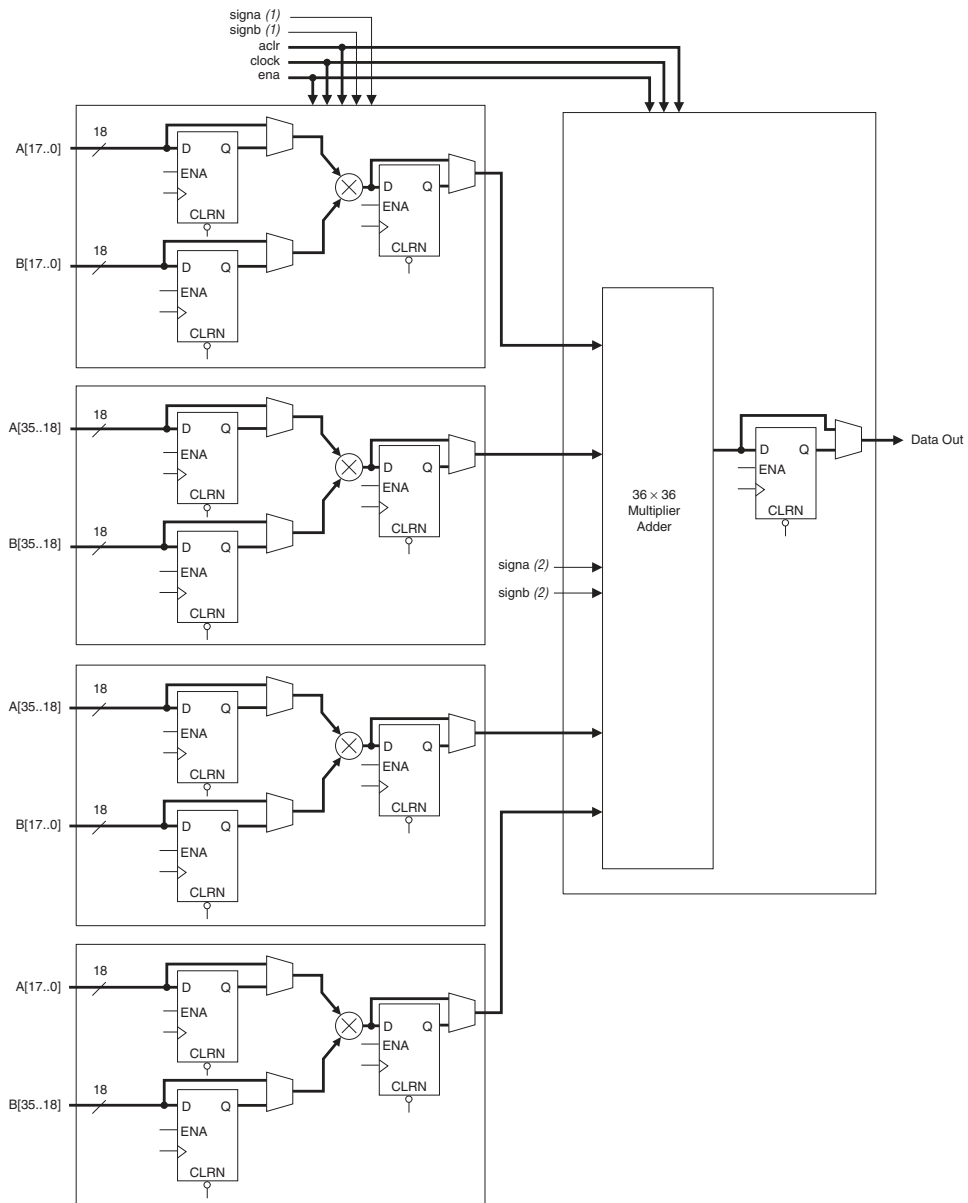 signa (1)
signb (1)
aclr
clock
ena
A[17..0]
18
D Q
ENA
CLRN
B[17..0]
18
D Q
ENA
CLRN
D Q
ENA
CLRN
A[35..18]
18
D Q
ENA
CLRN
B[35..18]
18
D Q
ENA
CLRN
D Q
ENA
CLRN
A[35..18]
18
D Q
ENA
CLRN
B[17..0]
18
D Q
ENA
CLRN
D Q
ENA
CLRN
A[17..0]
18
D Q
ENA
CLRN
B[35..18]
18
D Q
ENA
CLRN
D Q
ENA
CLRN
36 × 36
Multiplier
Adder
signa (2)
signb (2)
D Q
ENA
CLRN
Data Out